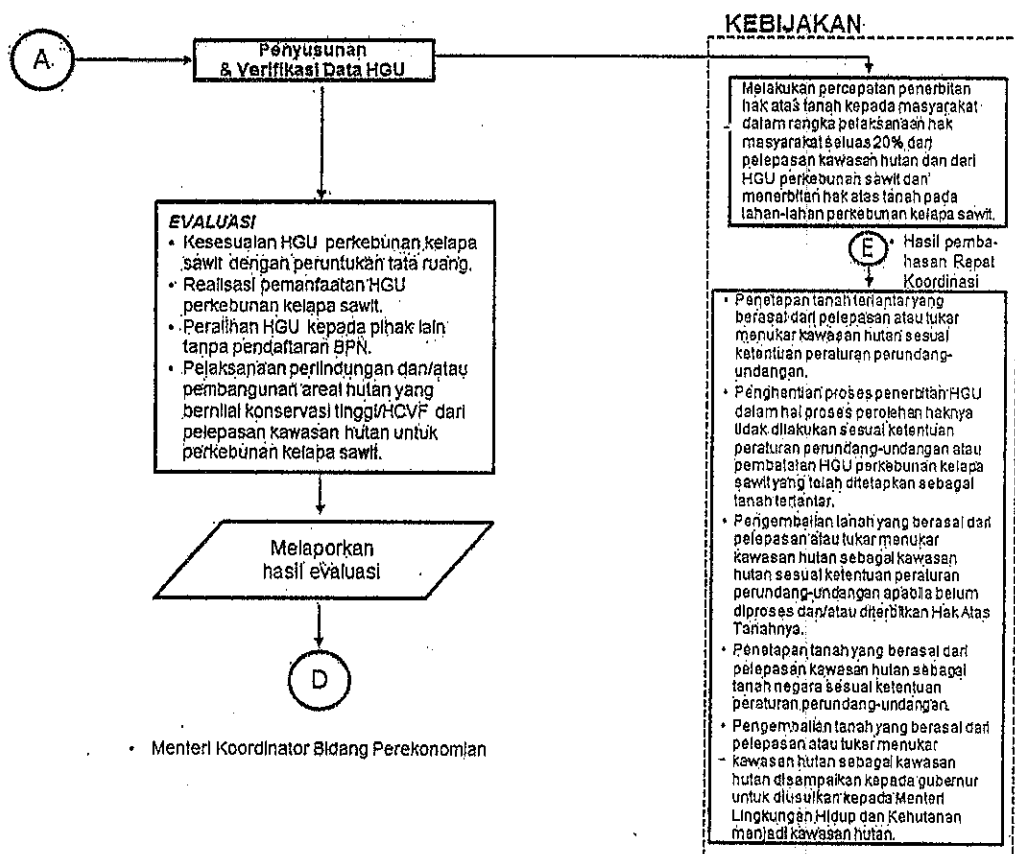 KEBIJAKAN
A
Penyusunan
& Verifikasi Data HGU
Melakukan percepatan penerbitan
hak atas tanah kepada masyarakat
dalam rangka pelaksanaan hak
masyarakat seluas 20% dari
pelepasan kawasan hutan dan dari
HGU perkebunan sawit dan
menerbitan hak atas tanah pada
lahan-lahan perkebunan kelapa sawit.
EVALUASI
• Kesesuaian HGU perkebunan kelapa
sawit dengan peruntukan tata ruang.
• Realisasi pemanfaatan HGU
perkebunan kelapa sawit.
• Peralihan HGU kepada pihak lain
tanpa pendaftaran BPN.
• Pelaksanaan perlindungan dan/atau
pembangunan areal hutan yang
bernilai konservasi tinggi/HCVF dari
pelepasan kawasan hutan untuk
perkebunan kelapa sawit.
E
• Hasil pemba-
hasan Rapat
Koordinasi
• Penetapan tanah terlantar yang
berasal dari pelepasan atau tukar
menukar kawasan hutan sesuai
ketentuan peraturan perundang-
undangan.
• Penghentian proses penerbitan HGU
dalam hal proses perolehan haknya
tidak dilakukan sesuai ketentuan
peraturan perundang-undangan atau
pembatalan HGU perkebunan kelapa
sawit yang telah ditetapkan sebagai
tanah terlantar.
• Pengembalian tanah yang berasal dari
pelepasan atau tukar menukar
kawasan hutan sebagai kawasan
hutan sesuai ketentuan peraturan
perundang-undangan apabila belum
diproses dan/atau diterbitkan Hak Atas
Tanahnya.
• Penetapan tanah yang berasal dari
pelepasan kawasan hutan sebagai
tanah negara sesuai ketentuan
peraturan perundang-undangan.
• Pengembalian tanah yang berasal dari
pelepasan atau tukar menukar
kawasan hutan sebagai kawasan
hutan disampaikan kepada gubernur
untuk diusulkan kepada Menteri
Lingkungan Hidup dan Kehutanan
menjadi kawasan hutan.
Melaporkan
hasil evaluasi
D
• Menteri Koordinator Bidang Perekonomian